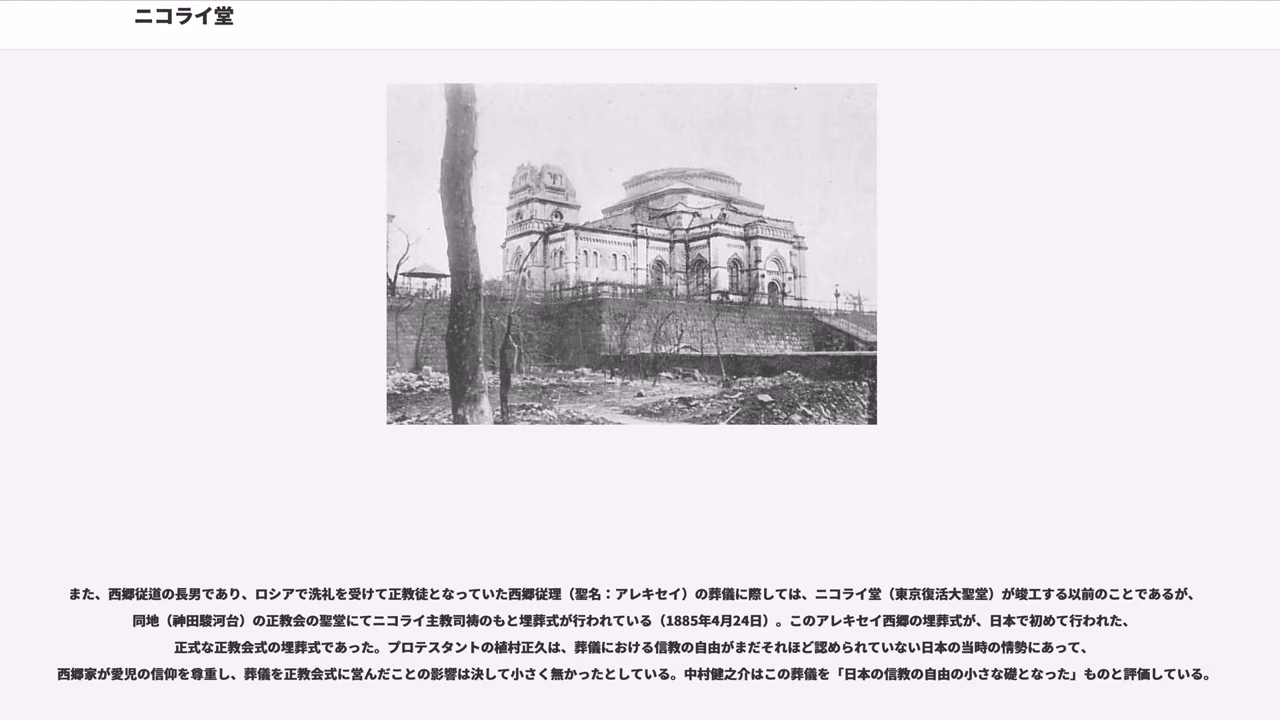 ニコライ堂
また、西郷従道の長男であり、ロシアで洗礼を受けて正教徒となっていた西郷従理（聖名：アレキセイ）の葬儀に際しては、ニコライ堂（東京復活大聖堂）が竣工する以前のことであるが、
同地（神田駿河台）の正教会の聖堂にてニコライ主教司祷のもと埋葬式が行われている（1885年4月24日）。このアレキセイ西郷の埋葬式が、日本で初めて行われた、
正式な正教会式の埋葬式であった。プロテスタントの植村正久は、葬儀における信教の自由がまだそれほど認められていない日本の当時の情勢にあって、
西郷家が愛児の信仰を尊重し、葬儀を正教会式に営んだことの影響は決して小さく無かったとしている。中村健之介はこの葬儀を「日本の信教の自由の小さな礎となった」ものと評価している。